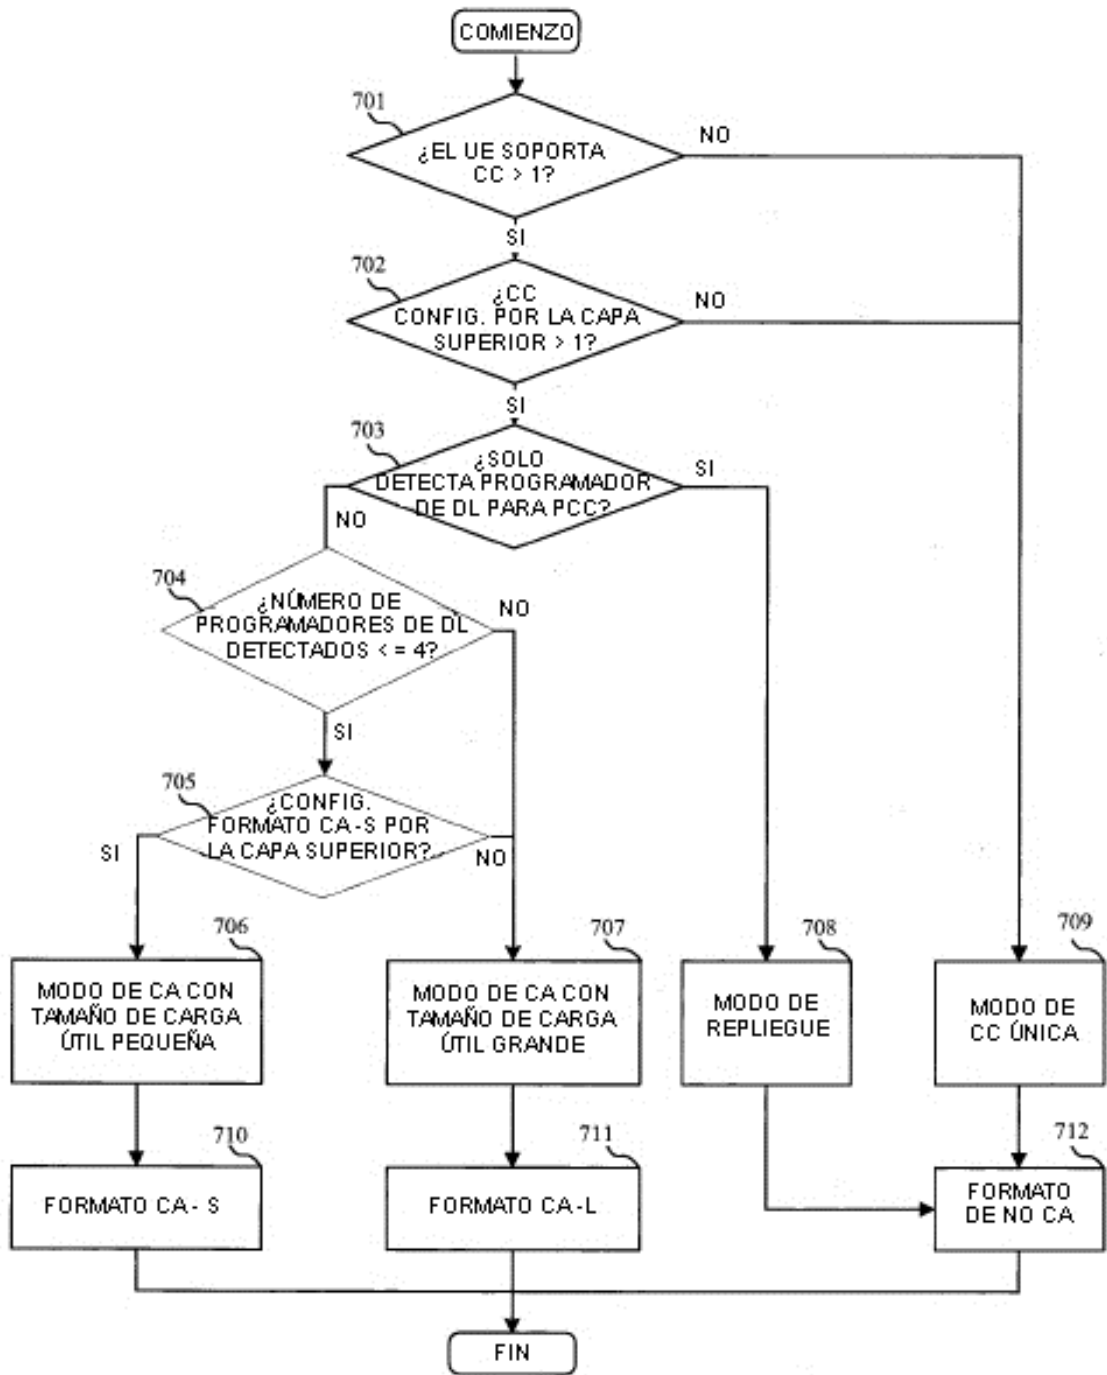 COMIENZO
701
¿EL UE SOPORTA
CC > 1?
NO
SI
702
¿CC
CONFIG. POR LA CAPA
SUPERIOR > 1?
NO
SI
703
¿SOLO
DETECTA PROGRAMADOR
DE DL PARA PCC?
SI
NO
704
¿NÚMERO DE
PROGRAMADORES DE DL
DETECTADOS < = 4?
NO
SI
705
¿CONFIG.
FORMATO CA-S POR
LA CAPA SUPERIOR?
SI
NO
706
MODO DE CA CON
TAMAÑO DE CARGA
ÚTIL PEQUEÑA
707
MODO DE CA CON
TAMAÑO DE CARGA
ÚTIL GRANDE
708
MODO DE
REPLIEGUE
709
MODO DE
CC ÚNICA
710
FORMATO CA- S
711
FORMATO CA-L
712
FORMATO
DE NO CA
FIN